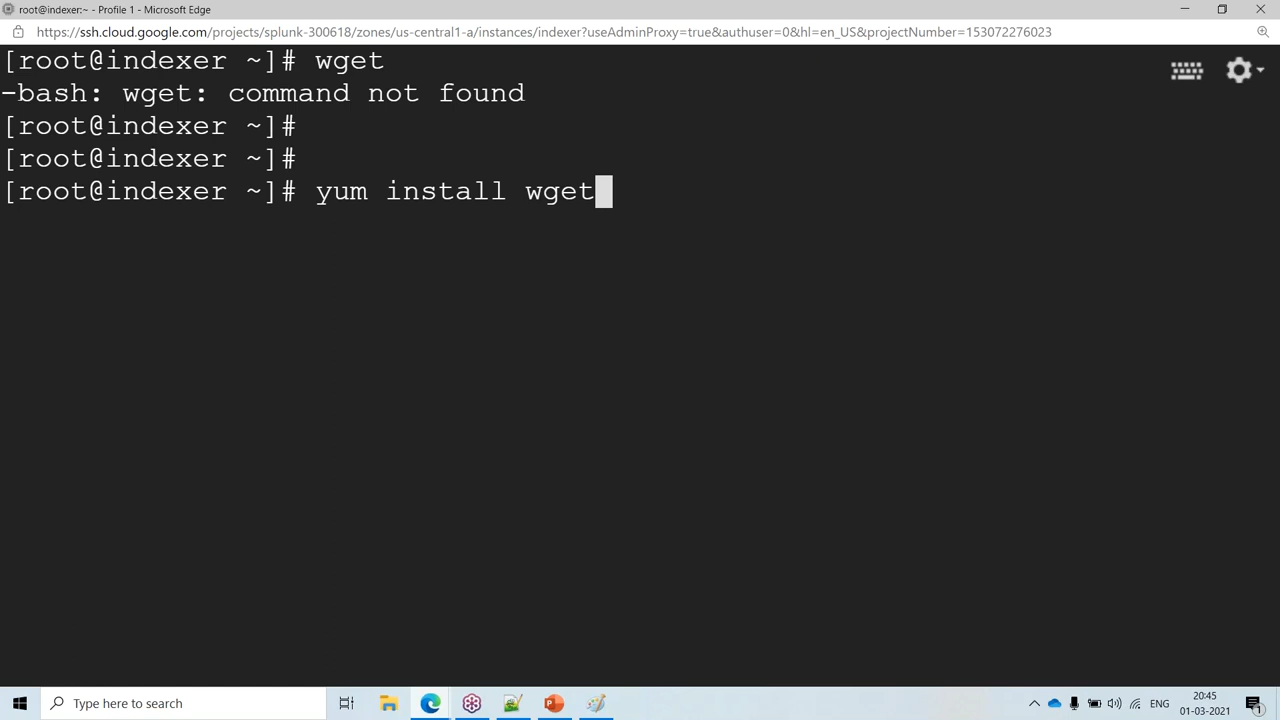 root@indexer:~ - Profile 1 - Microsoft Edge
https://ssh.cloud.google.com/projects/splunk-300618/zones/us-central1-a/instances/indexer?useAdminProxy=true&authuser=0&hl=en_US&projectNumber=153072276023
[root@indexer ~]# wget
-bash: wget: command not found
[root@indexer ~]#
[root@indexer ~]#
[root@indexer ~]# yum install wget
Type here to search
ENG
20:45
01-03-2021
1